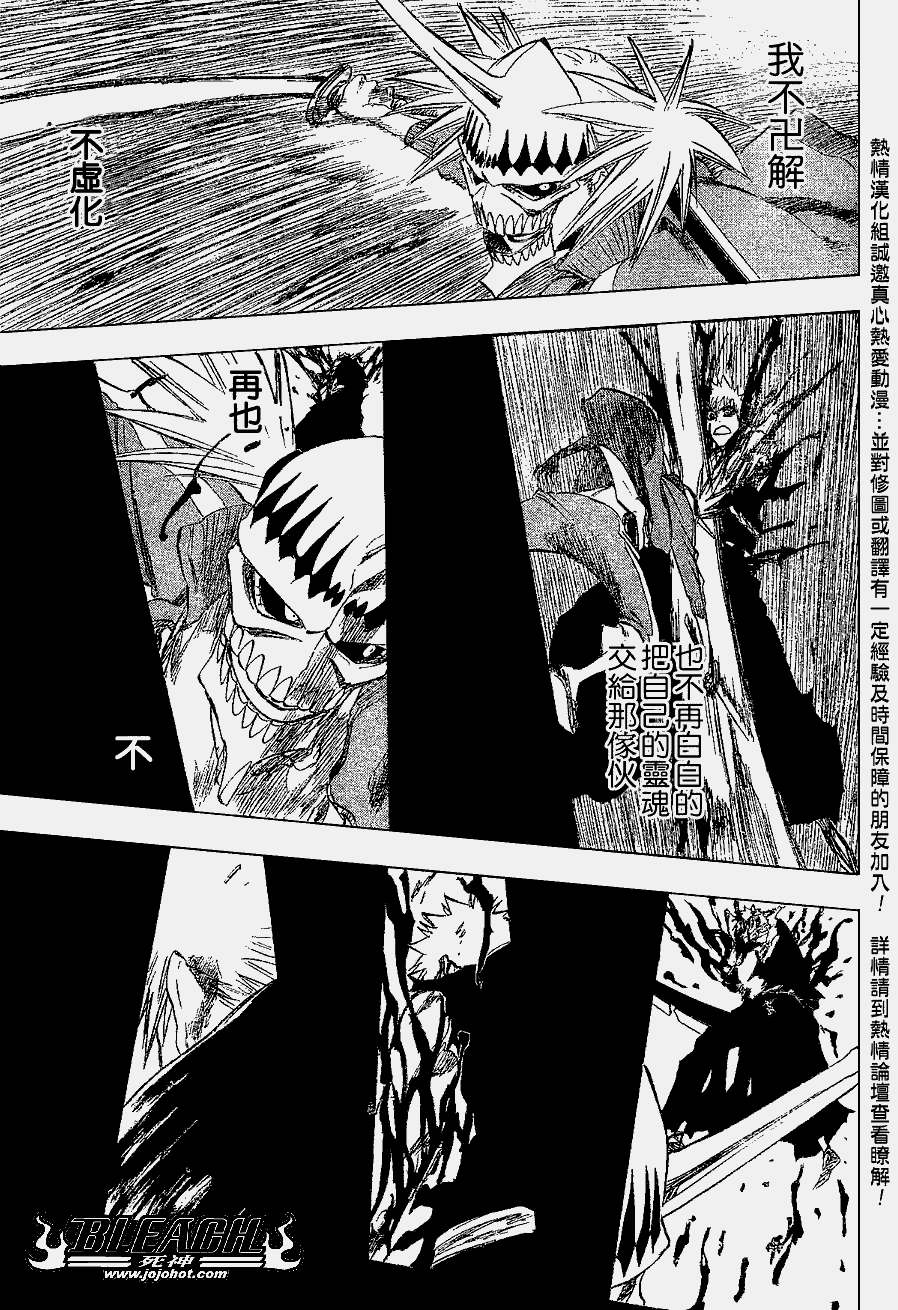 我不卍解
不虛化
也不再白白的
把自己的靈魂
交給那傢伙
再也
不
熱情漢化組誠邀真心熱愛動漫…並對修圖或翻譯有一定經驗及時間保障的朋友加入！ 詳情請到熱情論壇查看瞭解！
BLEACH
死神
www.jojohot.com